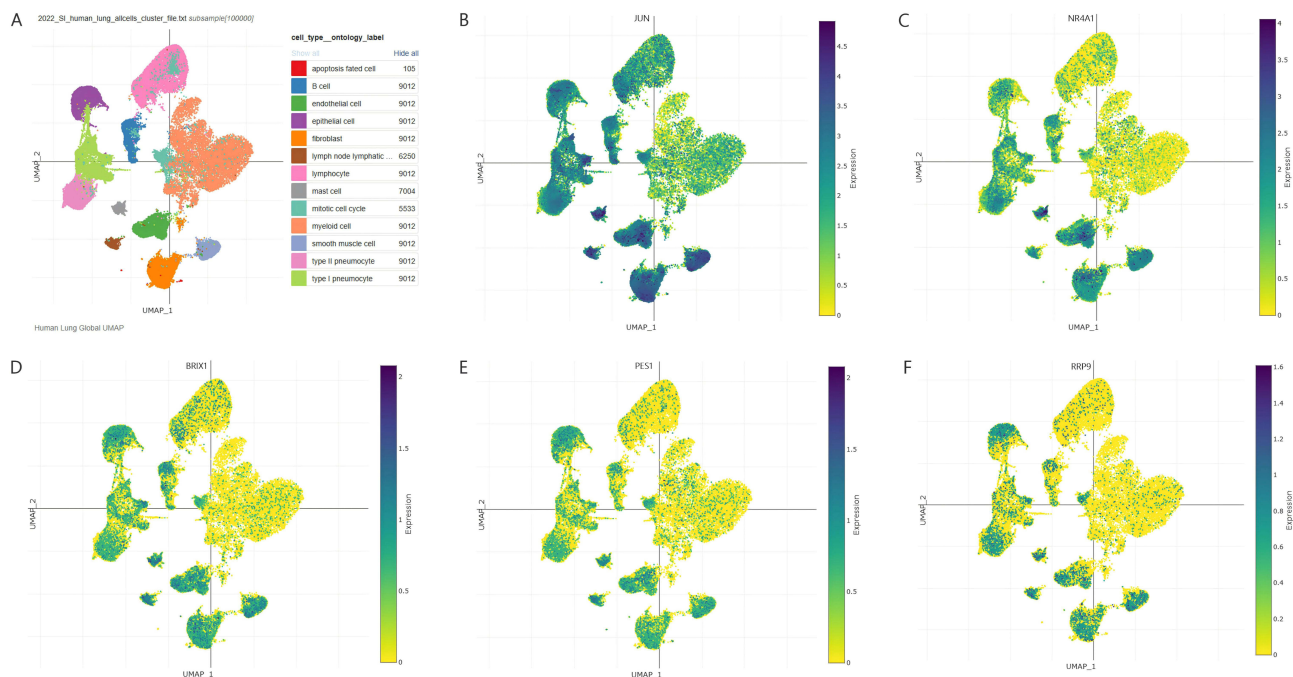 A
2022_SI_human_lung_allcells_cluster_file.txt subsample[100000]
cell_type__ontology_label
Show all Hide all
apoptosis fated cell 105
B cell 9012
endothelial cell 9012
epithelial cell 9012
fibroblast 9012
lymph node lymphatic ... 6250
lymphocyte 9012
mast cell 7004
mitotic cell cycle 5533
myeloid cell 9012
smooth muscle cell 9012
type II pneumocyte 9012
type I pneumocyte 9012
UMAP_2
UMAP_1
Human Lung Global UMAP
B
JUN
UMAP_2
UMAP_1
4.5
4
3.5
3
2.5
2
1.5
1
0.5
0
Expression
C
NR4A1
UMAP_2
UMAP_1
4
3.5
3
2.5
2
1.5
1
0.5
0
Expression
D
BRIX1
UMAP_2
UMAP_1
2
1.5
1
0.5
0
Expression
E
PES1
UMAP_2
UMAP_1
2
1.5
1
0.5
0
Expression
F
RRP9
UMAP_2
UMAP_1
1.6
1.4
1.2
1
0.8
0.6
0.4
0.2
0
Expression